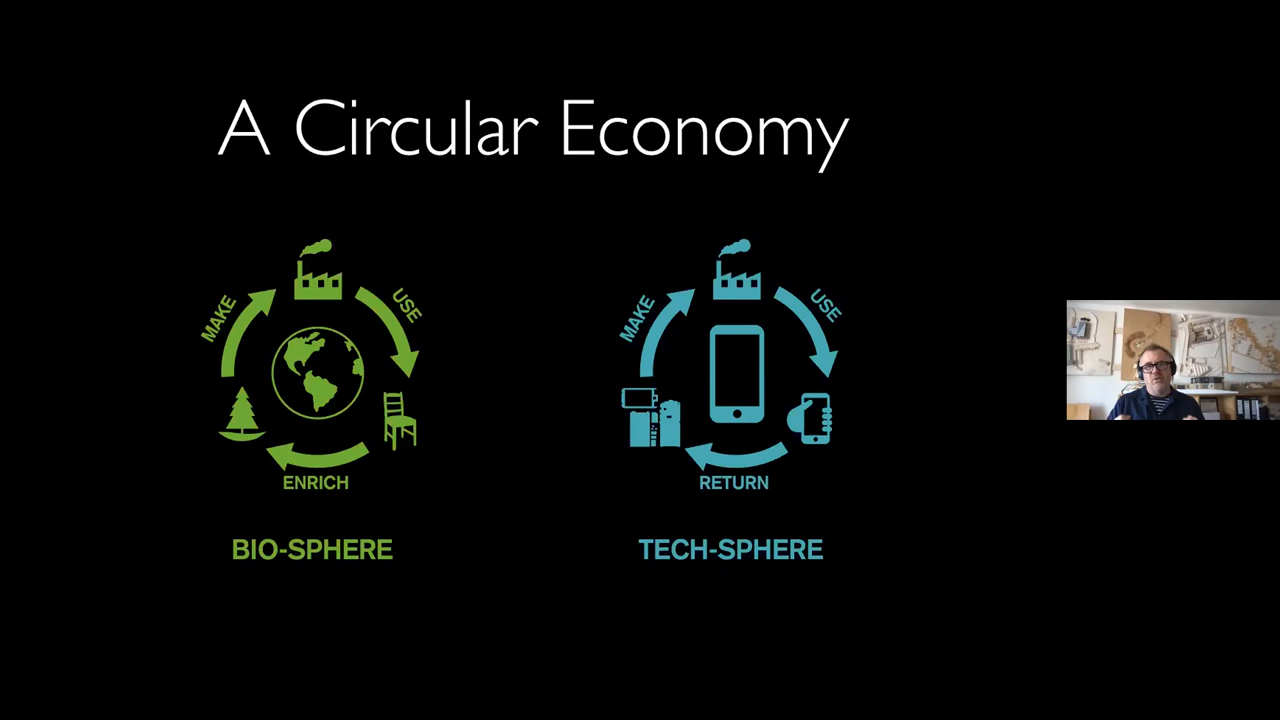 A Circular Economy
MAKE
USE
ENRICH
BIO-SPHERE
MAKE
USE
RETURN
TECH-SPHERE